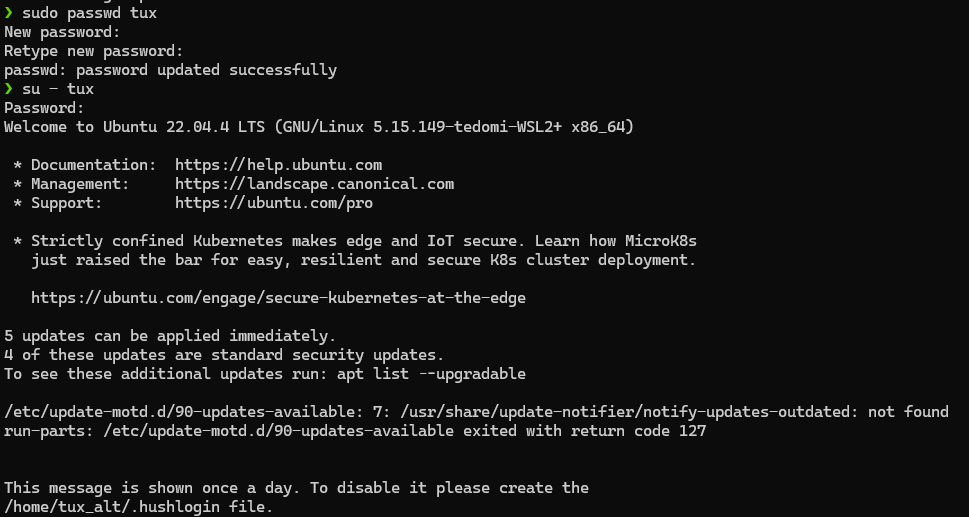 ❯ sudo passwd tux
New password:
Retype new password:
passwd: password updated successfully
❯ su - tux
Password:
Welcome to Ubuntu 22.04.4 LTS (GNU/Linux 5.15.149-tedomi-WSL2+ x86_64)
* Documentation:  https://help.ubuntu.com
* Management:     https://landscape.canonical.com
* Support:        https://ubuntu.com/pro
* Strictly confined Kubernetes makes edge and IoT secure. Learn how MicroK8s
just raised the bar for easy, resilient and secure K8s cluster deployment.
https://ubuntu.com/engage/secure-kubernetes-at-the-edge
5 updates can be applied immediately.
4 of these updates are standard security updates.
To see these additional updates run: apt list --upgradable
/etc/update-motd.d/90-updates-available: 7: /usr/share/update-notifier/notify-updates-outdated: not found
run-parts: /etc/update-motd.d/90-updates-available exited with return code 127
This message is shown once a day. To disable it please create the
/home/tux_alt/.hushlogin file.